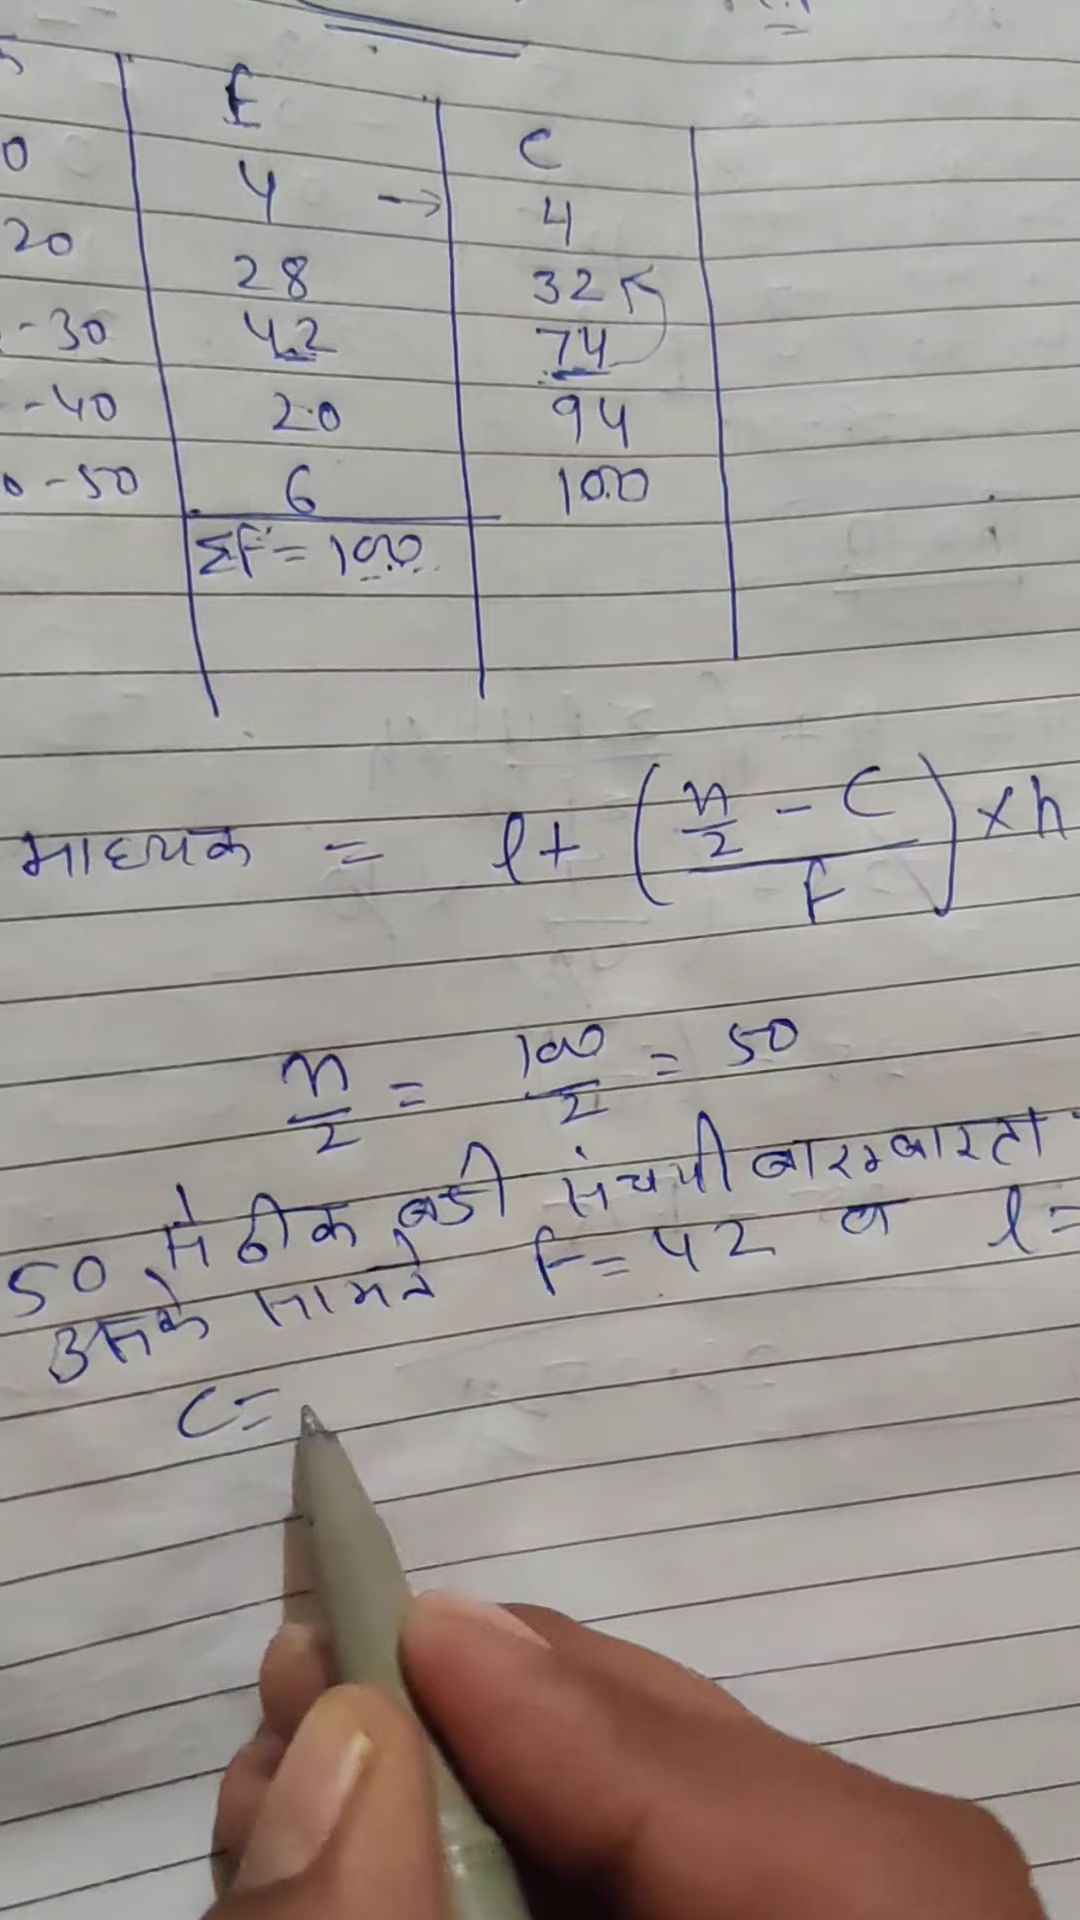 F C
0 4 → 4
20 28 32
-30 42 74
-40 20 94
0-50 6 100
ΣF = 100
माध्यक = l + ( n/2 - C / F ) × h
n/2 = 100/2 = 50
50 से ठीक बडी संचयी बारम्बारता
उसके सामने F = 42 व l =
C =